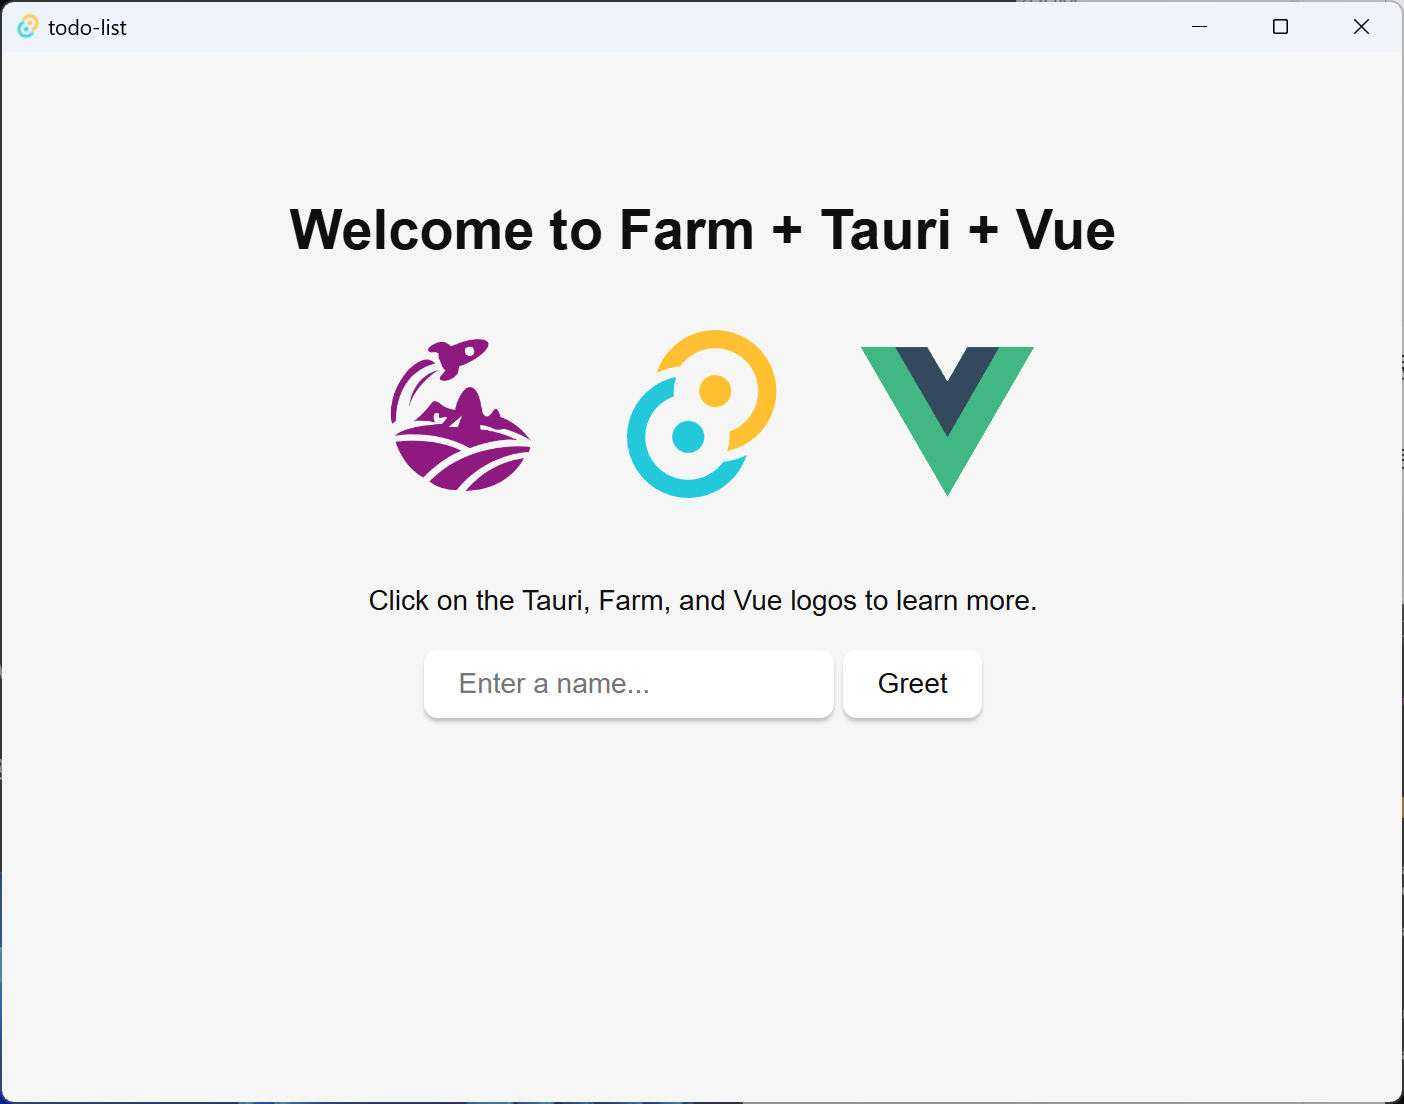 todo-list
Welcome to Farm + Tauri + Vue
Click on the Tauri, Farm, and Vue logos to learn more.
Enter a name...
Greet